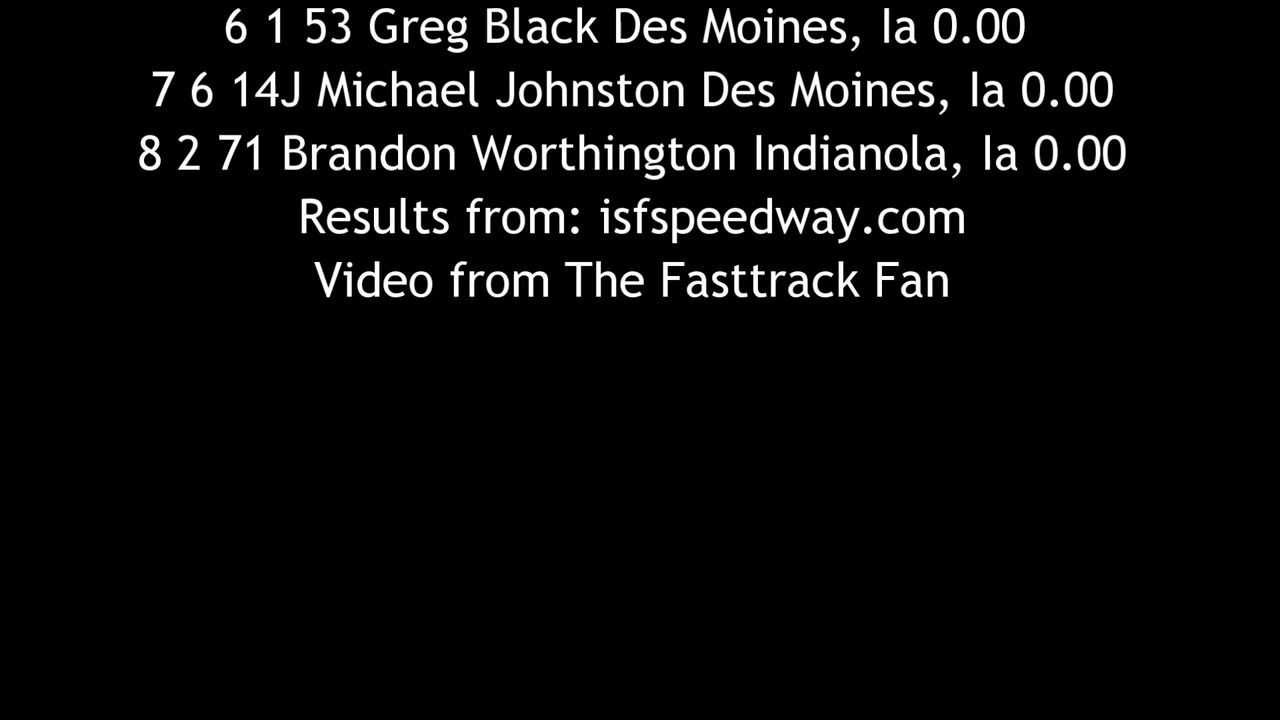 6 1 53 Greg Black Des Moines, Ia 0.00
7 6 14J Michael Johnston Des Moines, Ia 0.00
8 2 71 Brandon Worthington Indianola, Ia 0.00
Results from: isfspeedway.com
Video from The Fasttrack Fan